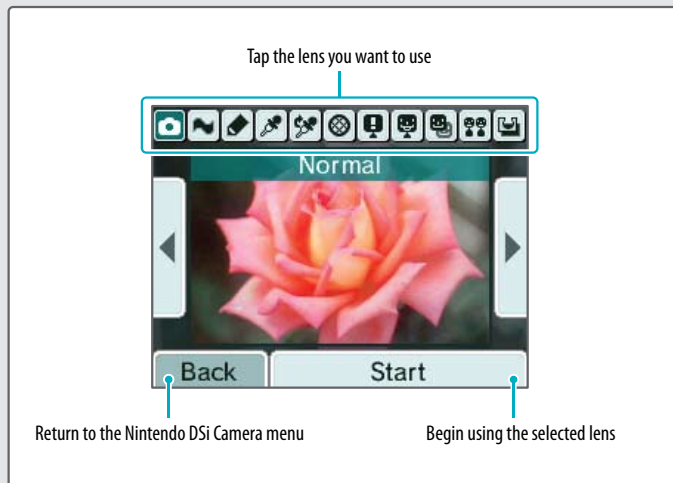 Tap the lens you want to use
Normal
Back
Start
Return to the Nintendo DSi Camera menu
Begin using the selected lens